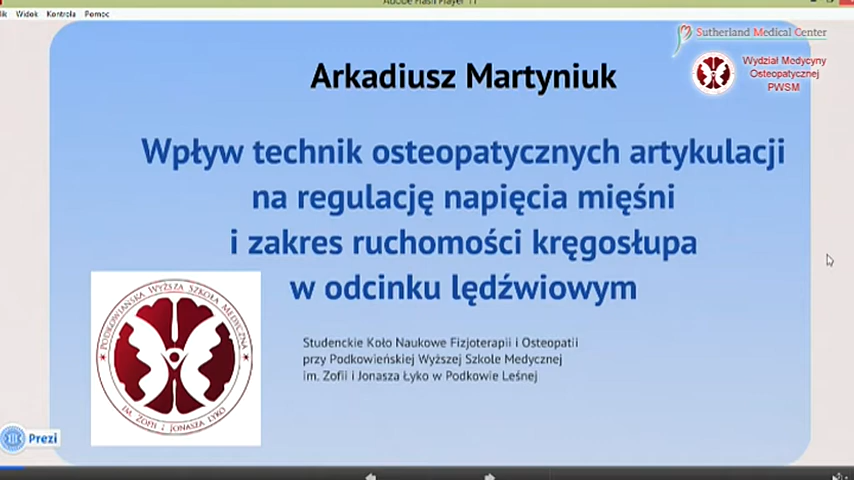 Adobe Flash Player 11
Widok Kontrola Pomoc
Sutherland Medical Center
Wydział Medycyny
Osteopatycznej
PWSM
Arkadiusz Martyniuk
Wpływ technik osteopatycznych artykulacji
na regulację napięcia mięśni
i zakres ruchomości kręgosłupa
w odcinku lędźwiowym
PODKOWIAŃSKA WYŻSZA SZKOŁA MEDYCZNA
IM. ZOFII I JONASZA ŁYKO
Studenckie Koło Naukowe Fizjoterapii i Osteopatii
przy Podkowieńskiej Wyższej Szkole Medycznej
im. Zofii i Jonasza Łyko w Podkowie Leśnej
Prezi